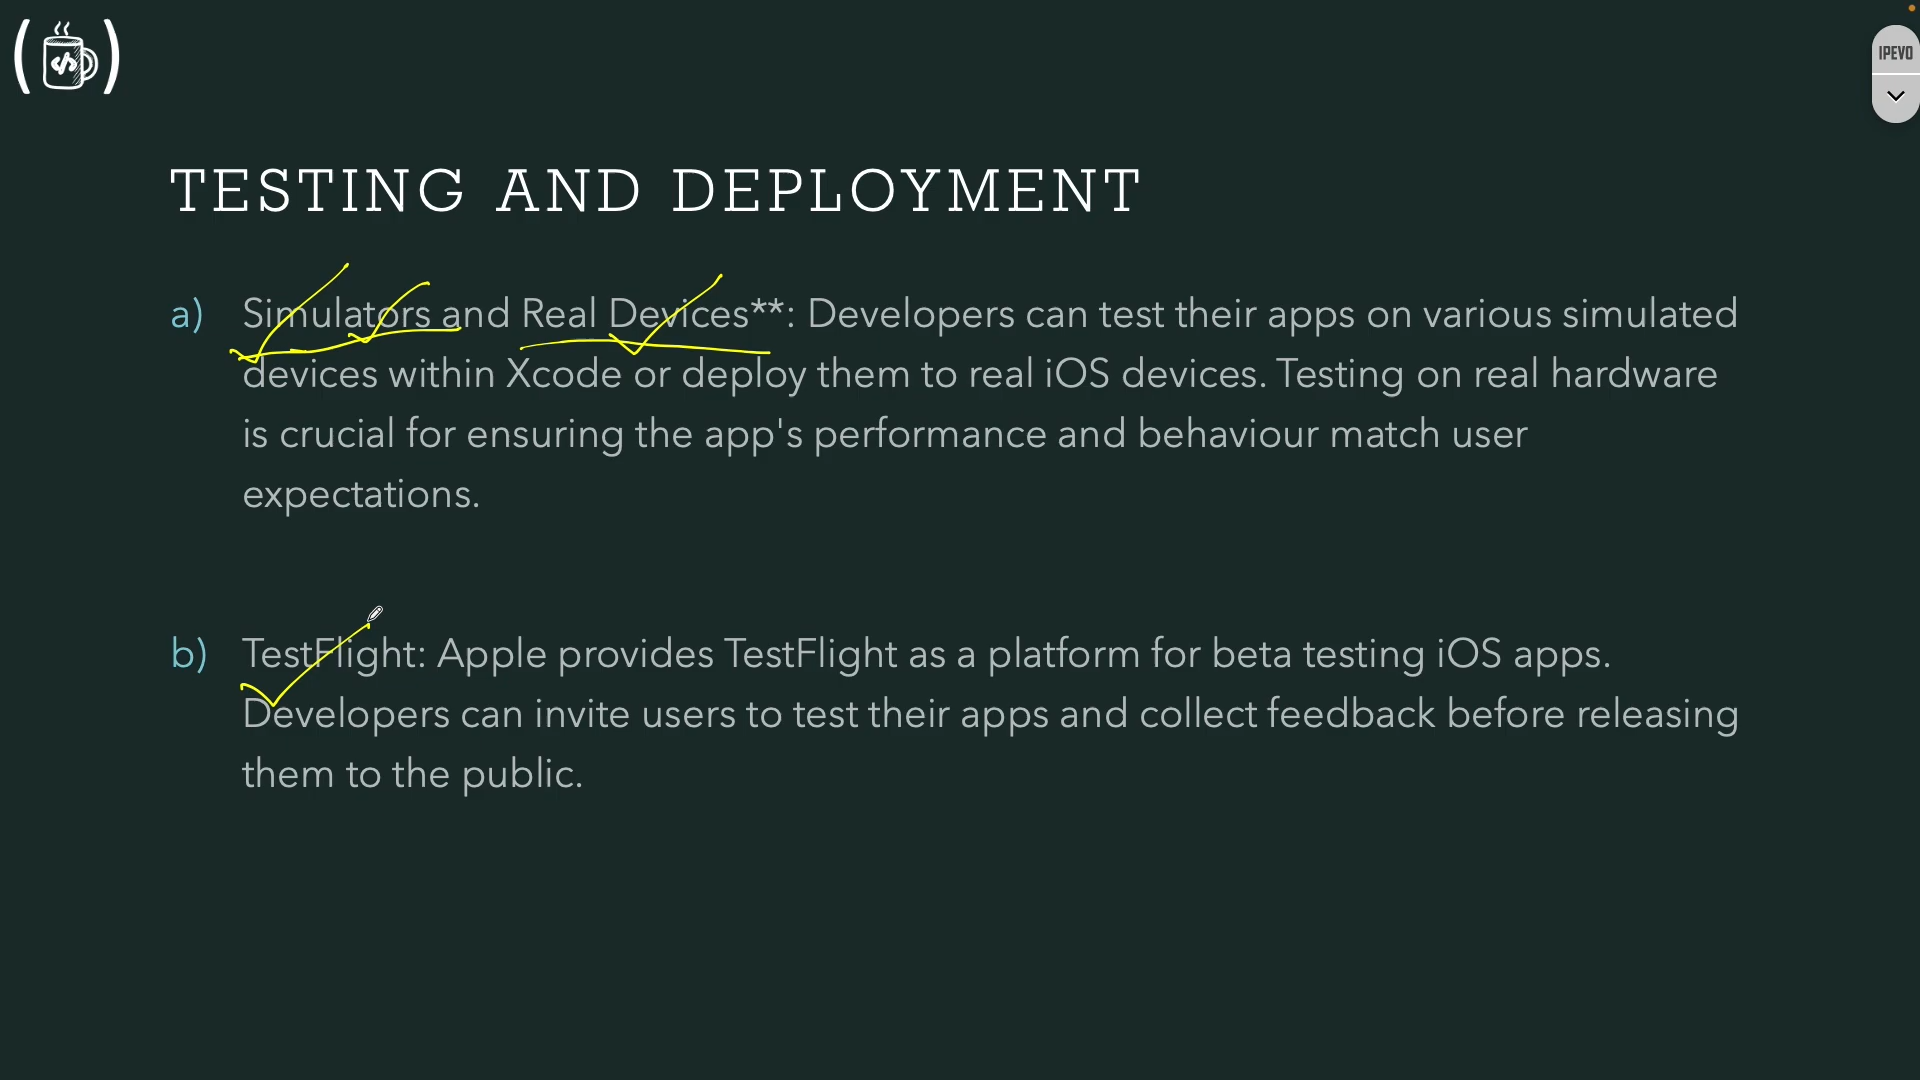 </>
IPEVO
TESTING AND DEPLOYMENT
a) Simulators and Real Devices**: Developers can test their apps on various simulated
devices within Xcode or deploy them to real iOS devices. Testing on real hardware
is crucial for ensuring the app's performance and behaviour match user
expectations.
b) TestFlight: Apple provides TestFlight as a platform for beta testing iOS apps.
Developers can invite users to test their apps and collect feedback before releasing
them to the public.